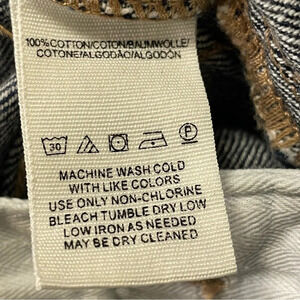 100%COTTON/COTON/BAUMWOLLE/
COTONE/ALGODÃO/ALGODÓN
30 P
MACHINE WASH COLD
WITH LIKE COLORS
USE ONLY NON-CHLORINE
BLEACH TUMBLE DRY LOW
LOW IRON AS NEEDED
MAY BE DRY CLEANED